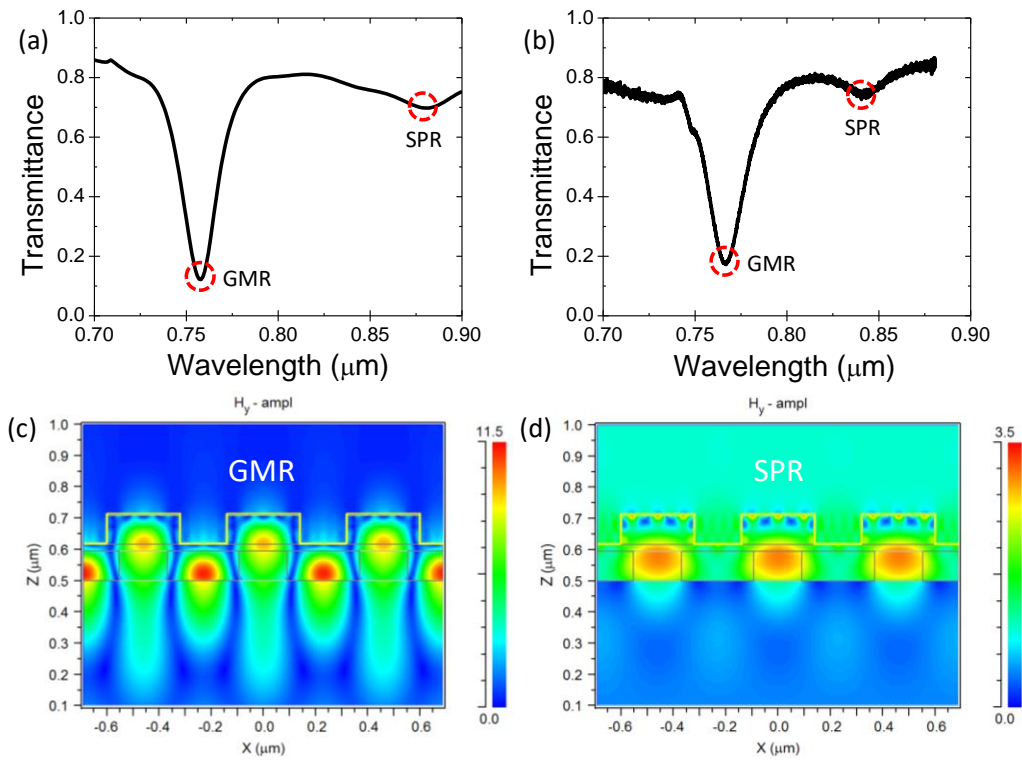 (a)
1.0
0.8
0.6
0.4
0.2
0.0
Transmittance
SPR
GMR
0.70 0.75 0.80 0.85 0.90
Wavelength (μm)
(b)
1.0
0.8
0.6
0.4
0.2
0.0
Transmittance
SPR
GMR
0.70 0.75 0.80 0.85 0.90
Wavelength (μm)
(c)
Hy - ampl
GMR
1.0
0.9
0.8
0.7
0.6
0.5
0.4
0.3
0.2
0.1
Z (μm)
-0.6 -0.4 -0.2 0.0 0.2 0.4 0.6
X (μm)
11.5
0.0
(d)
Hy - ampl
SPR
1.0
0.9
0.8
0.7
0.6
0.5
0.4
0.3
0.2
0.1
Z (μm)
-0.6 -0.4 -0.2 0.0 0.2 0.4 0.6
X (μm)
3.5
0.0